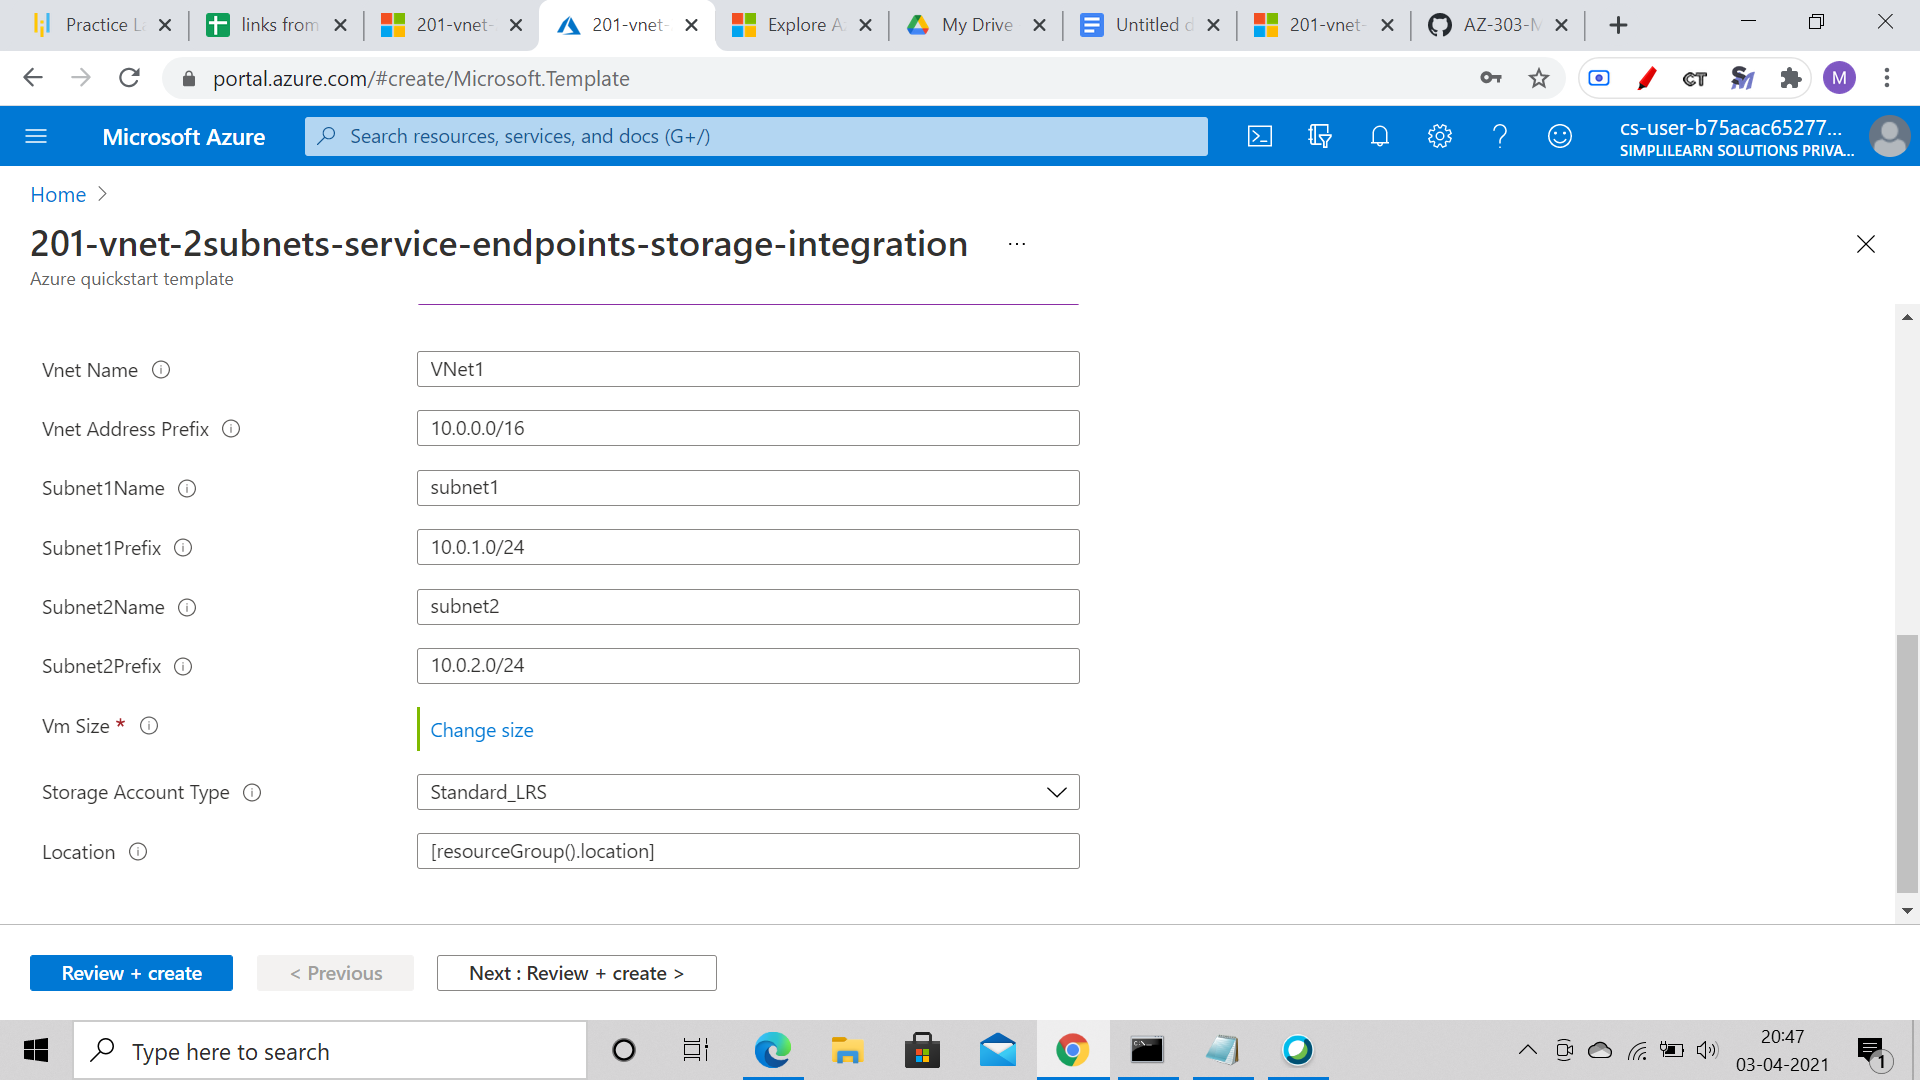 Practice L
links from
201-vnet-
201-vnet-
Explore A
My Drive
Untitled d
201-vnet-
AZ-303-M
portal.azure.com/#create/Microsoft.Template
CT
M
Microsoft Azure
Search resources, services, and docs (G+/)
cs-user-b75acac65277...
SIMPLILEARN SOLUTIONS PRIVA...
Home
201-vnet-2subnets-service-endpoints-storage-integration
...
Azure quickstart template
Vnet Name
VNet1
Vnet Address Prefix
10.0.0.0/16
Subnet1Name
subnet1
Subnet1Prefix
10.0.1.0/24
Subnet2Name
subnet2
Subnet2Prefix
10.0.2.0/24
Vm Size *
Change size
Storage Account Type
Standard_LRS
Location
[resourceGroup().location]
Review + create
< Previous
Next : Review + create >
Type here to search
20:47
03-04-2021
1